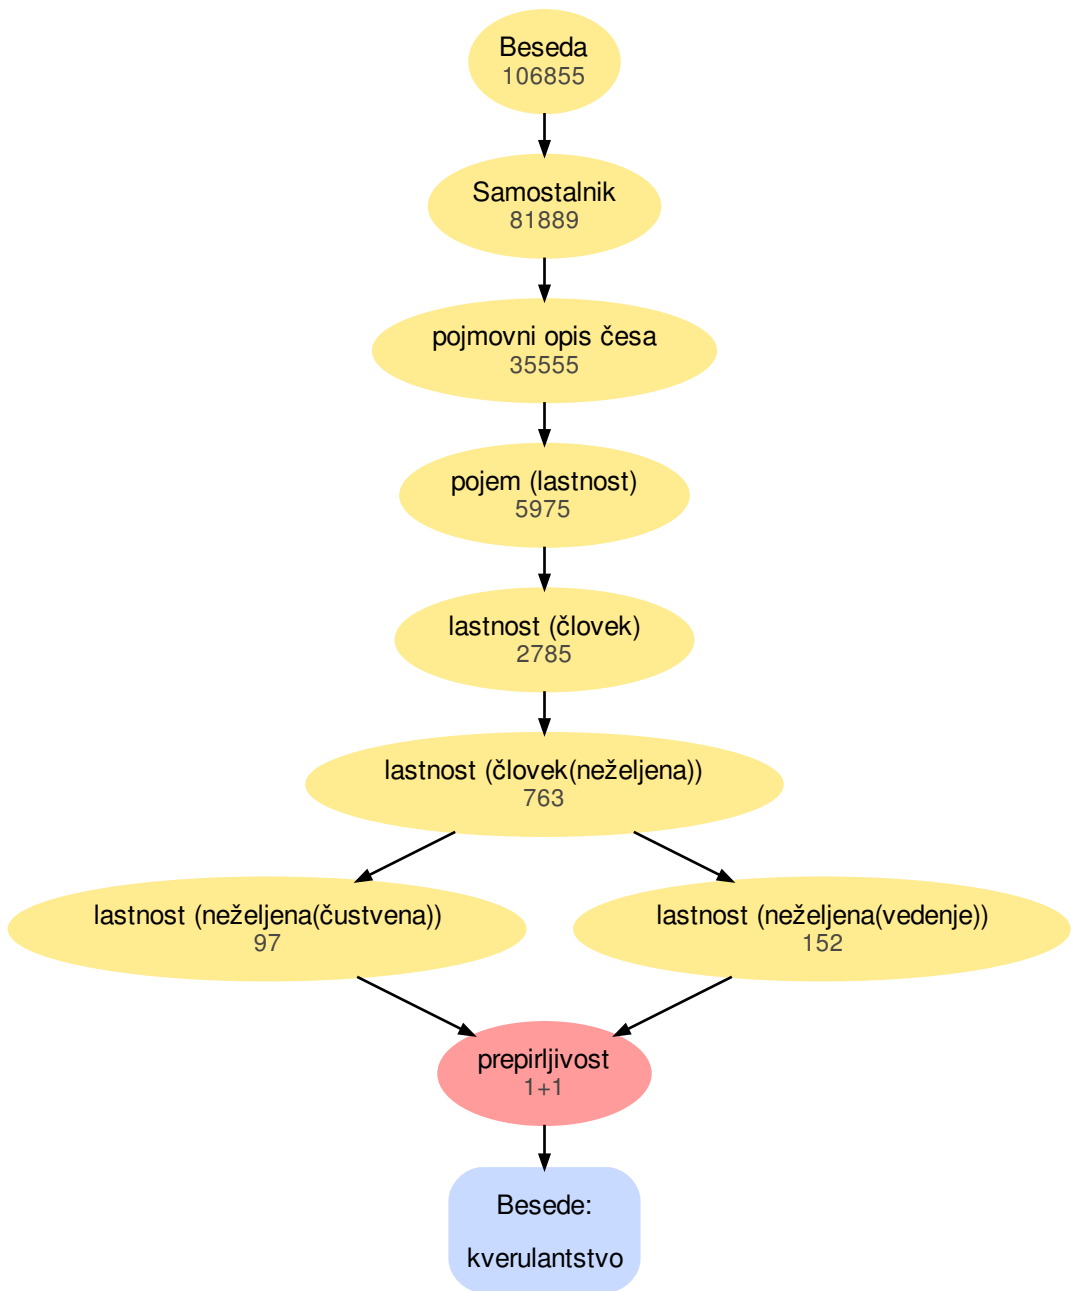 Beseda
106855
Samostalnik
81889
pojmovni opis česa
35555
pojem (lastnost)
5975
lastnost (človek)
2785
lastnost (človek(neželjena))
763
lastnost (neželjena(čustvena))
97
lastnost (neželjena(vedenje))
152
prepirljivost
1+1
Besede:
kverulantstvo